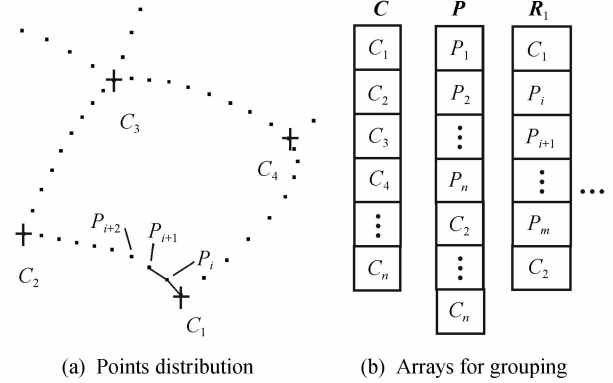 C₃
C₄
Pᵢ₊₂
Pᵢ₊₁
Pᵢ
C₂
C₁
(a) Points distribution
C P R₁
C₁ P₁ C₁
C₂ P₂ Pᵢ
C₃ ⋮ Pᵢ₊₁
C₄ Pₙ ⋮ ...
⋮ C₂ Pₘ
Cₙ ⋮ C₂
Cₙ
(b) Arrays for grouping